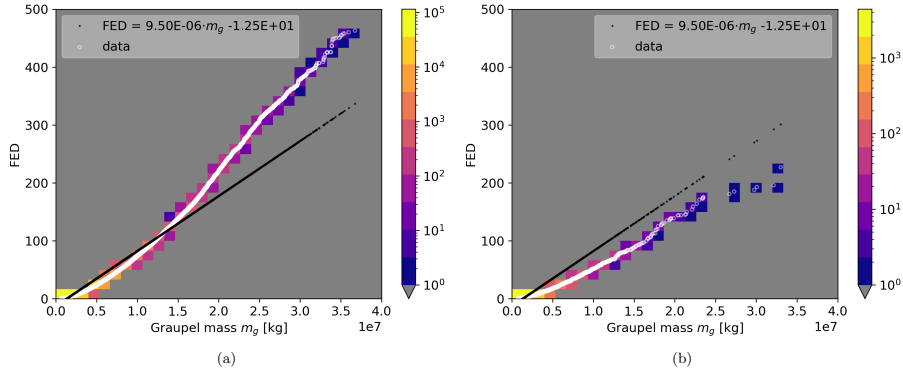 500
400
300
200
100
0
FED
FED = 9.50E-06·m_g -1.25E+01
data
0.0 0.5 1.0 1.5 2.0 2.5 3.0 3.5 4.0
Graupel mass m_g [kg]
1e7
10^5
10^4
10^3
10^2
10^1
10^0
(a)
500
400
300
200
100
0
FED
FED = 9.50E-06·m_g -1.25E+01
data
0.0 0.5 1.0 1.5 2.0 2.5 3.0 3.5 4.0
Graupel mass m_g [kg]
1e7
10^3
10^2
10^1
10^0
(b)